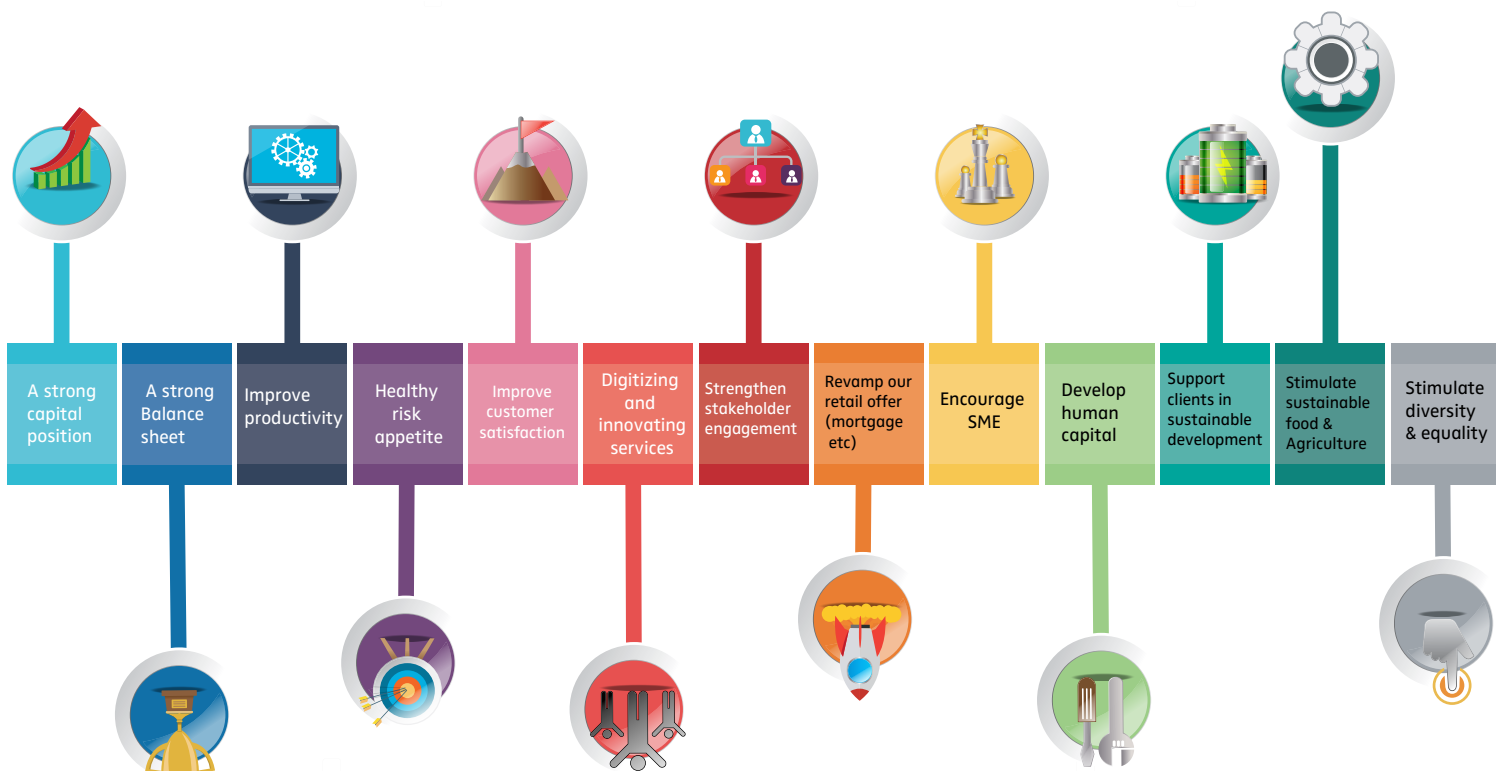 A strong
capital
position
A strong
Balance
sheet
Improve
productivity
Healthy
risk
appetite
Improve
customer
satisfaction
Digitizing
and
innovating
services
Strengthen
stakeholder
engagement
Revamp our
retail offer
(mortgage
etc)
Encourage
SME
Develop
human
capital
Support
clients in
sustainable
development
Stimulate
sustainable
food &
Agriculture
Stimulate
diversity
& equality